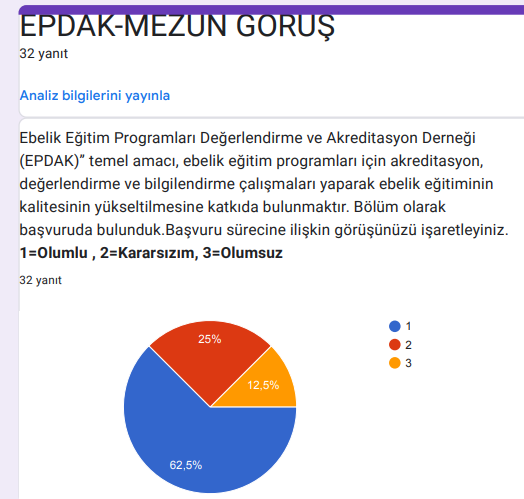 EPDAK-MEZUN GÖRÜŞ
32 yanıt
Analiz bilgilerini yayınla
Ebelik Eğitim Programları Değerlendirme ve Akreditasyon Derneği
(EPDAK)” temel amacı, ebelik eğitim programları için akreditasyon,
değerlendirme ve bilgilendirme çalışmaları yaparak ebelik eğitiminin
kalitesinin yükseltilmesine katkıda bulunmaktır. Bölüm olarak
başvuruda bulunduk.Başvuru sürecine ilişkin görüşünüzü işaretleyiniz.
1=Olumlu , 2=Kararsızım, 3=Olumsuz
32 yanıt
1
2
3
25%
12,5%
62,5%